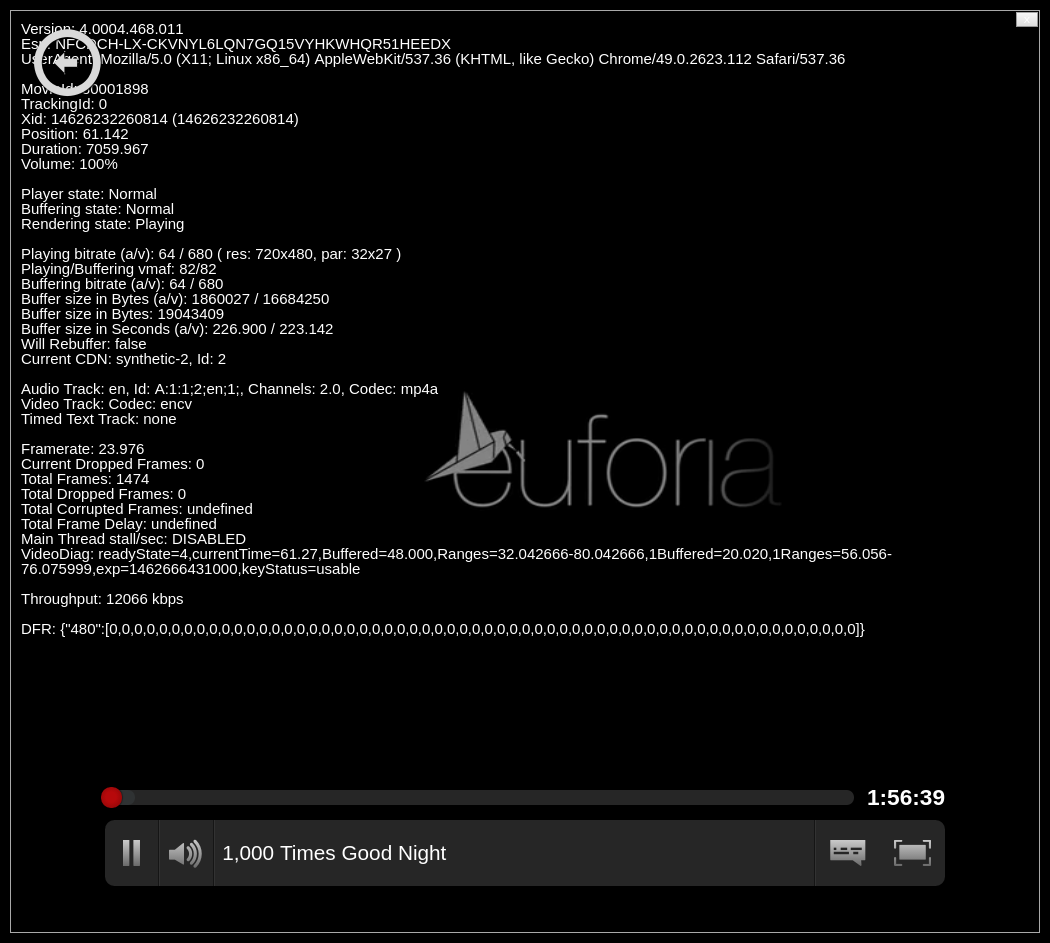 Version: 4.0004.468.011
Esn: NFCDCH-LX-CKVNYL6LQN7GQ15VYHKWHQR51HEEDX
UserAgent: Mozilla/5.0 (X11; Linux x86_64) AppleWebKit/537.36 (KHTML, like Gecko) Chrome/49.0.2623.112 Safari/537.36
MovieId: 80001898
TrackingId: 0
Xid: 14626232260814 (14626232260814)
Position: 61.142
Duration: 7059.967
Volume: 100%
Player state: Normal
Buffering state: Normal
Rendering state: Playing
Playing bitrate (a/v): 64 / 680 ( res: 720x480, par: 32x27 )
Playing/Buffering vmaf: 82/82
Buffering bitrate (a/v): 64 / 680
Buffer size in Bytes (a/v): 1860027 / 16684250
Buffer size in Bytes: 19043409
Buffer size in Seconds (a/v): 226.900 / 223.142
Will Rebuffer: false
Current CDN: synthetic-2, Id: 2
Audio Track: en, Id: A:1:1;2;en;1;, Channels: 2.0, Codec: mp4a
Video Track: Codec: encv
Timed Text Track: none
euforia
Framerate: 23.976
Current Dropped Frames: 0
Total Frames: 1474
Total Dropped Frames: 0
Total Corrupted Frames: undefined
Total Frame Delay: undefined
Main Thread stall/sec: DISABLED
VideoDiag: readyState=4,currentTime=61.27,Buffered=48.000,Ranges=32.042666-80.042666,1Buffered=20.020,1Ranges=56.056-
76.075999,exp=1462666431000,keyStatus=usable
Throughput: 12066 kbps
DFR: {"480":[0,0,0,0,0,0,0,0,0,0,0,0,0,0,0,0,0,0,0,0,0,0,0,0,0,0,0,0,0,0,0,0,0,0,0,0,0,0,0,0,0,0,0,0,0,0,0,0,0,0,0,0,0,0,0,0,0,0,0,0]}
1:56:39
1,000 Times Good Night